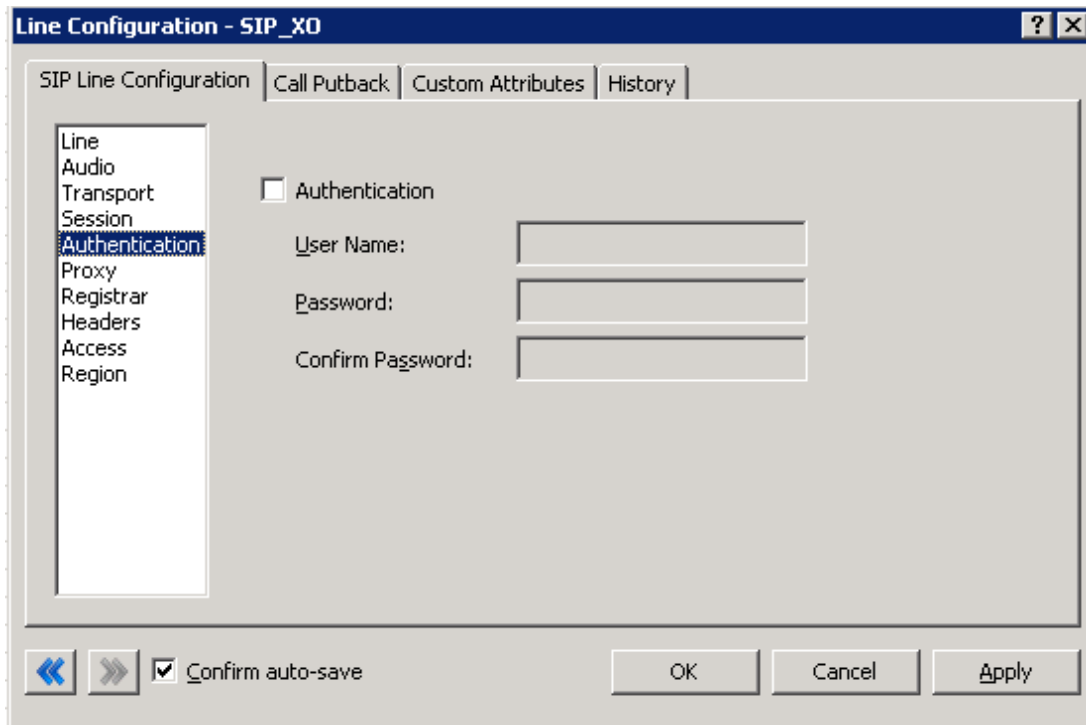 Line Configuration - SIP_XO
SIP Line Configuration
Call Putback
Custom Attributes
History
Line
Audio
Transport
Session
Authentication
Proxy
Registrar
Headers
Access
Region
Authentication
User Name:
Password:
Confirm Password:
Confirm auto-save
OK
Cancel
Apply